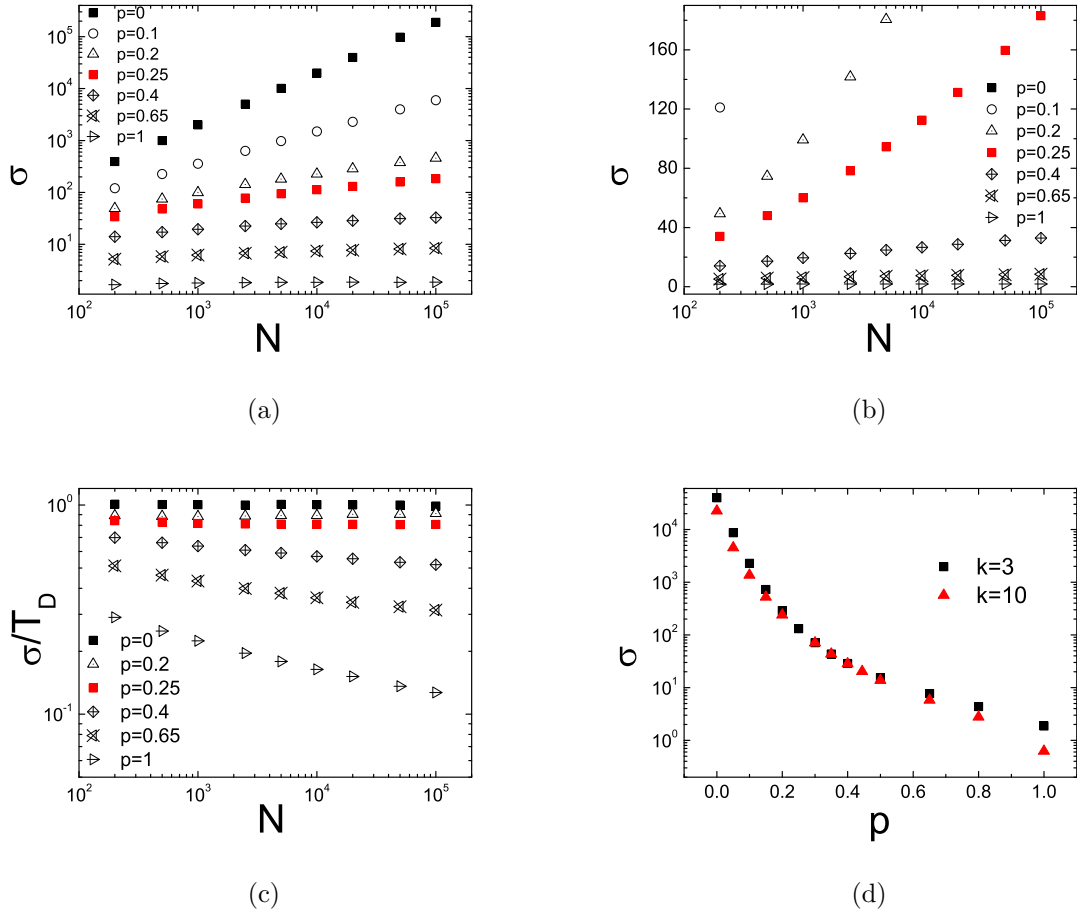 p=0
p=0.1
p=0.2
p=0.25
p=0.4
p=0.65
p=1
10^5
10^4
10^3
10^2
10^1
σ
10^2 10^3 10^4 10^5
N
(a)
160
120
80
40
0
σ
p=0
p=0.1
p=0.2
p=0.25
p=0.4
p=0.65
p=1
10^2 10^3 10^4 10^5
N
(b)
10^0
10^-1
σ/T_D
p=0
p=0.2
p=0.25
p=0.4
p=0.65
p=1
10^2 10^3 10^4 10^5
N
(c)
10^4
10^3
10^2
10^1
10^0
σ
k=3
k=10
0.0 0.2 0.4 0.6 0.8 1.0
p
(d)